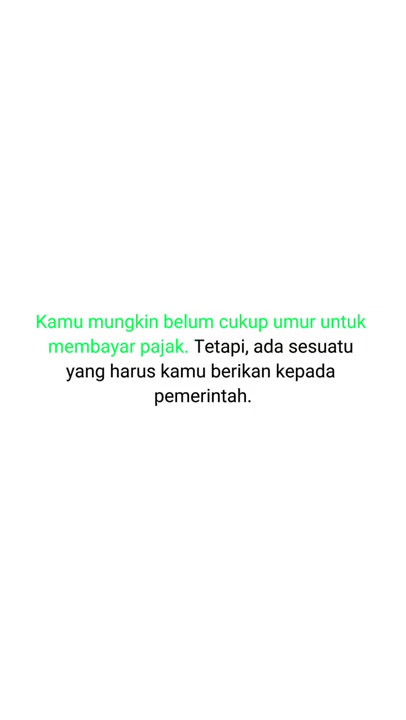 Kamu mungkin belum cukup umur untuk
membayar pajak. Tetapi, ada sesuatu
yang harus kamu berikan kepada
pemerintah.